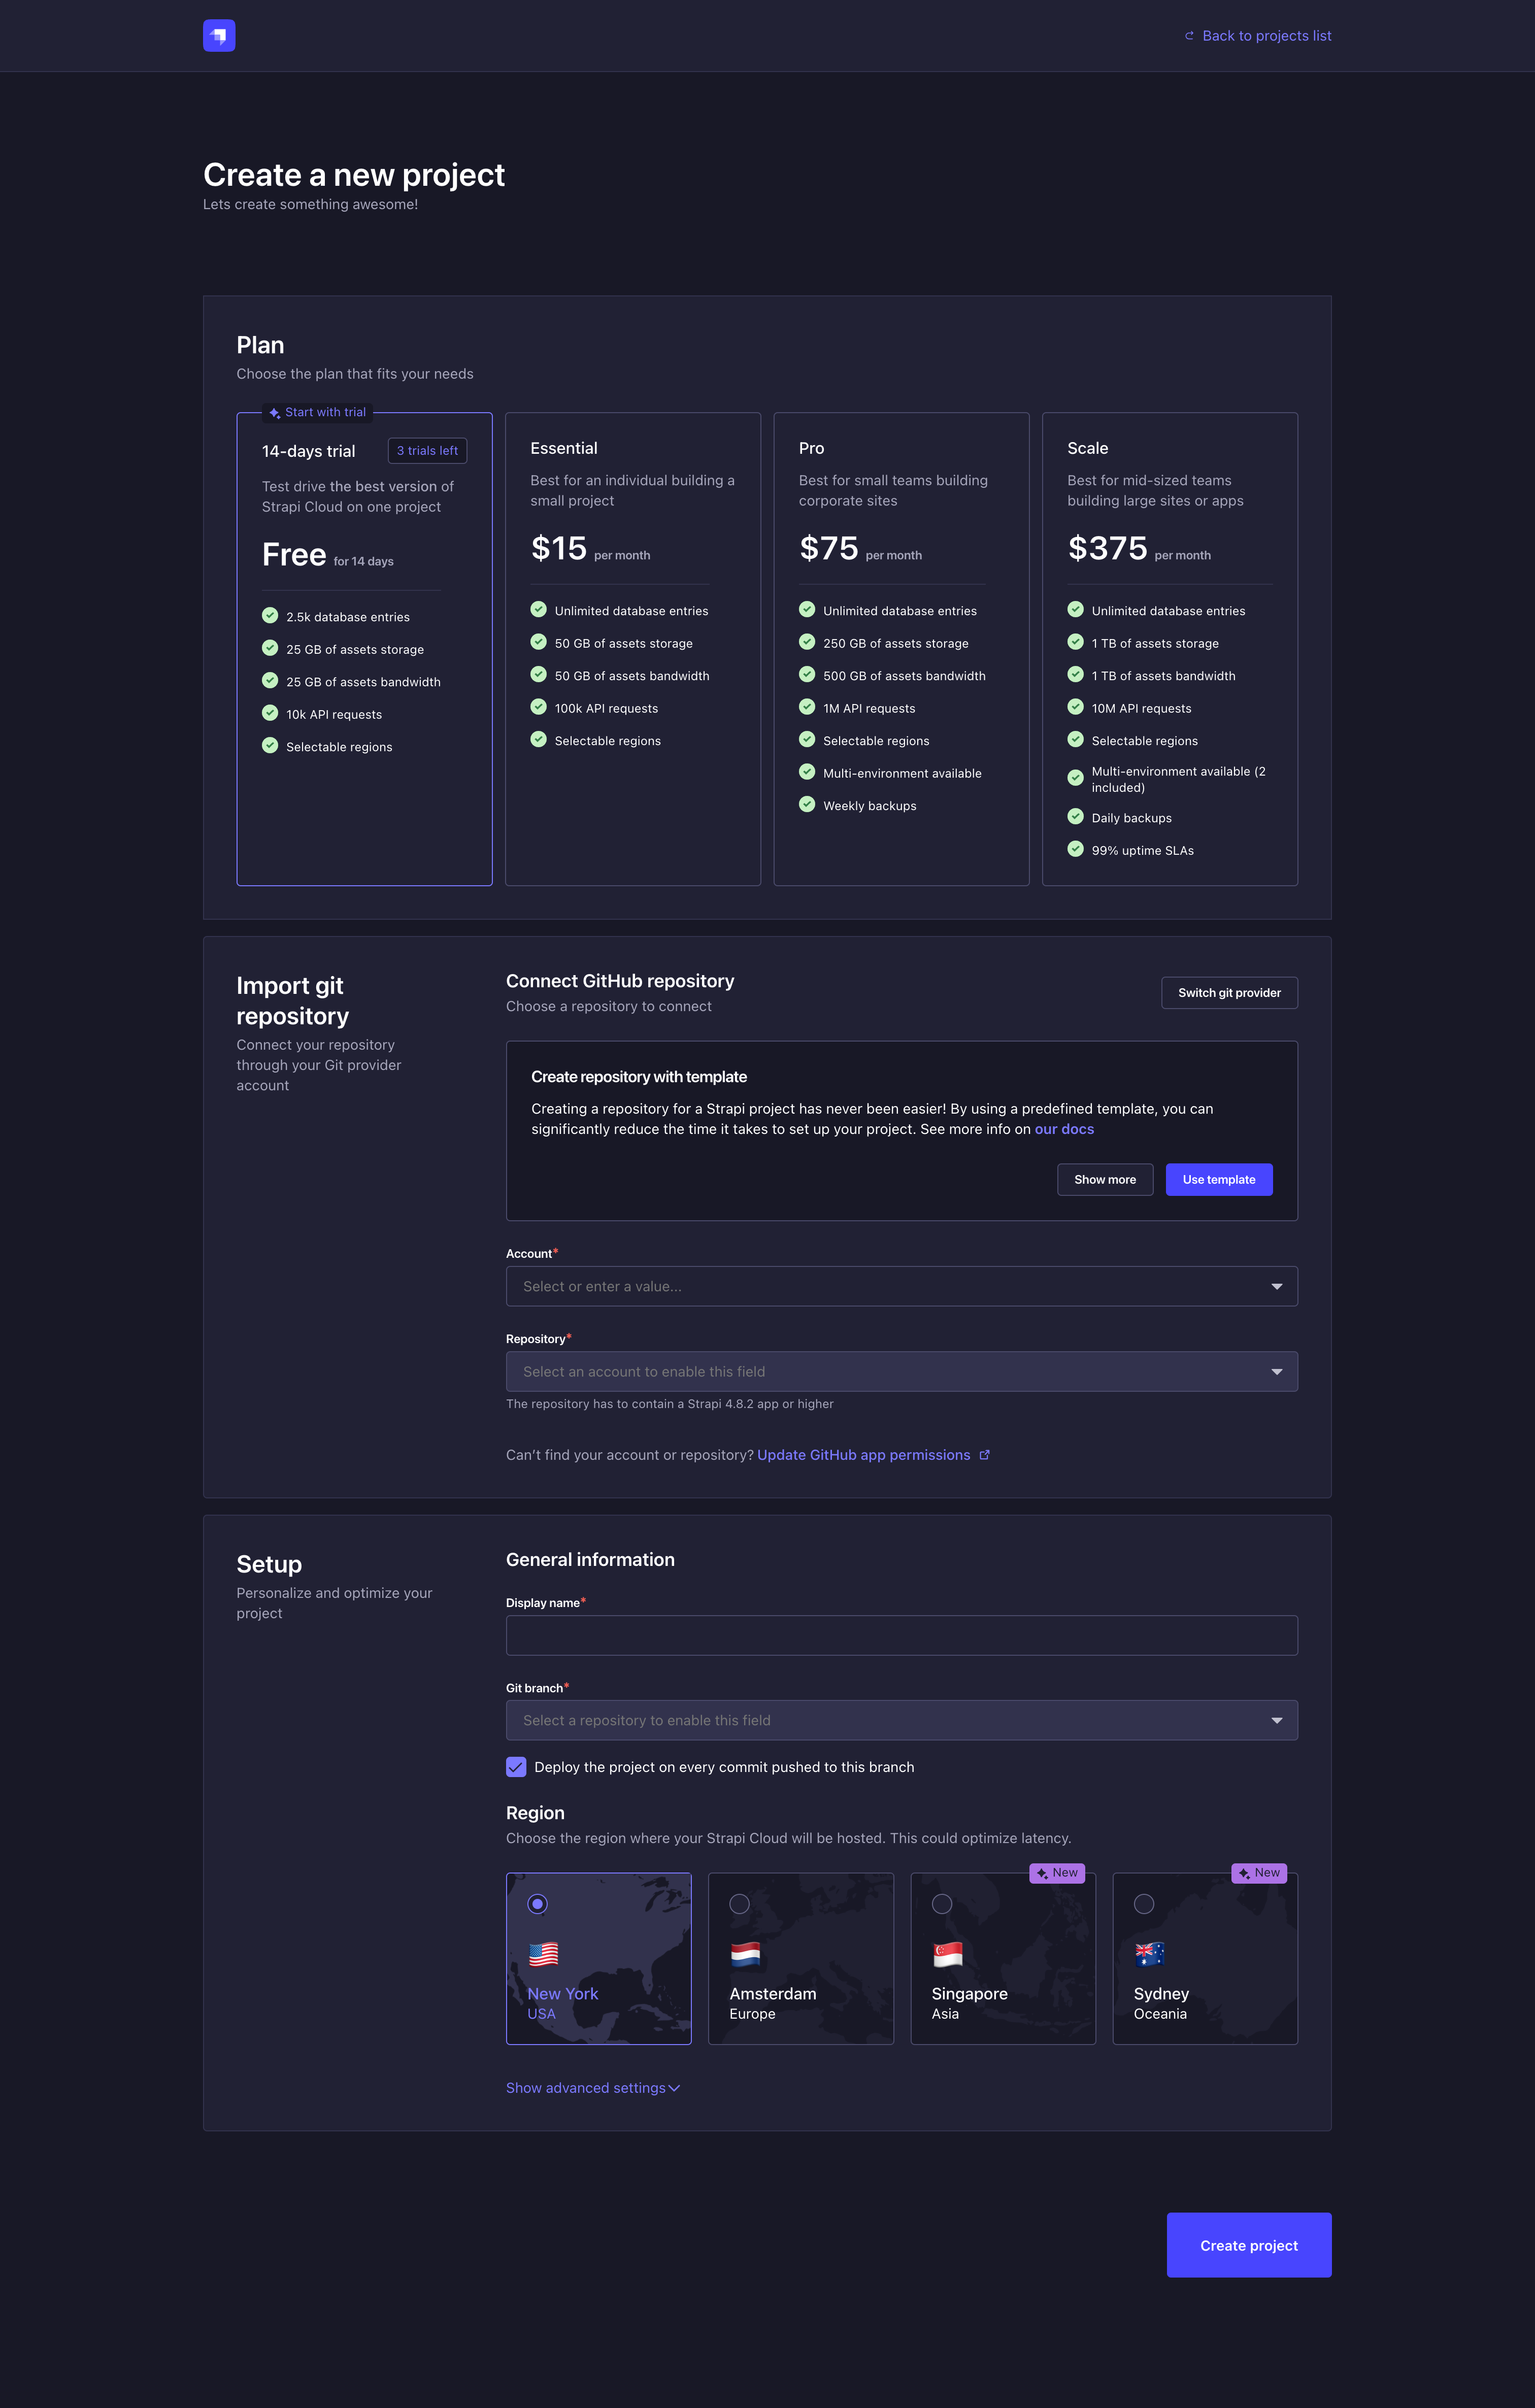 Back to projects list
Create a new project
Lets create something awesome!
Plan
Choose the plan that fits your needs
Start with trial
14-days trial
3 trials left
Test drive the best version of
Strapi Cloud on one project
Free for 14 days
2.5k database entries
25 GB of assets storage
25 GB of assets bandwidth
10k API requests
Selectable regions
Essential
Best for an individual building a
small project
$15 per month
Unlimited database entries
50 GB of assets storage
50 GB of assets bandwidth
100k API requests
Selectable regions
Pro
Best for small teams building
corporate sites
$75 per month
Unlimited database entries
250 GB of assets storage
500 GB of assets bandwidth
1M API requests
Selectable regions
Multi-environment available
Weekly backups
Scale
Best for mid-sized teams
building large sites or apps
$375 per month
Unlimited database entries
1 TB of assets storage
1 TB of assets bandwidth
10M API requests
Selectable regions
Multi-environment available (2
included)
Daily backups
99% uptime SLAs
Import git
repository
Connect your repository
through your Git provider
account
Connect GitHub repository
Choose a repository to connect
Switch git provider
Create repository with template
Creating a repository for a Strapi project has never been easier! By using a predefined template, you can
significantly reduce the time it takes to set up your project. See more info on our docs
Show more
Use template
Account*
Select or enter a value...
Repository*
Select an account to enable this field
The repository has to contain a Strapi 4.8.2 app or higher
Can't find your account or repository? Update GitHub app permissions
Setup
Personalize and optimize your
project
General information
Display name*
Git branch*
Select a repository to enable this field
Deploy the project on every commit pushed to this branch
Region
Choose the region where your Strapi Cloud will be hosted. This could optimize latency.
New York
USA
Amsterdam
Europe
New
Singapore
Asia
New
Sydney
Oceania
Show advanced settings
Create project